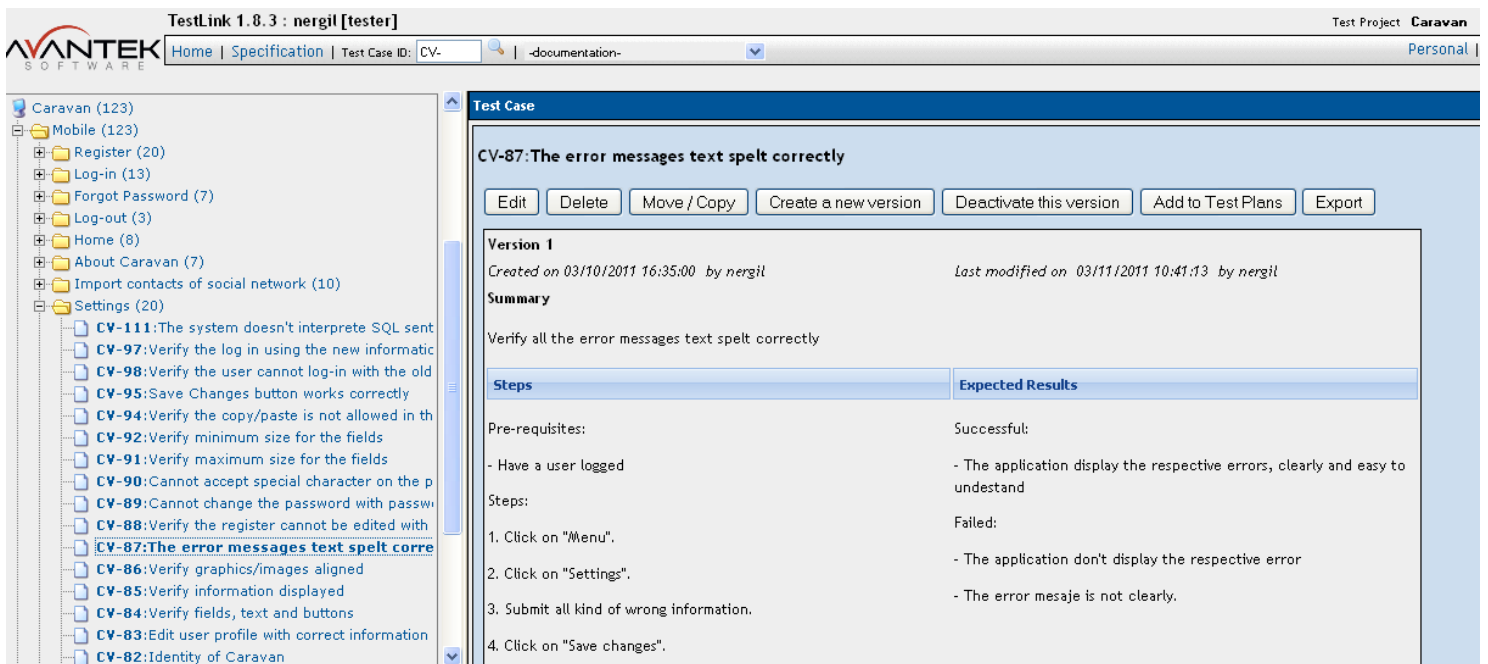 TestLink 1.8.3 : nergil [tester]
Test Project Caravan
AVANTEK
SOFTWARE
Home | Specification | Test Case ID: CV- | -documentation-
Personal |
Caravan (123)
Mobile (123)
Register (20)
Log-in (13)
Forgot Password (7)
Log-out (3)
Home (8)
About Caravan (7)
Import contacts of social network (10)
Settings (20)
CV-111:The system doesn't interprete SQL sent
CV-97:Verify the log in using the new informatic
CV-98:Verify the user cannot log-in with the old
CV-95:Save Changes button works correctly
CV-94:Verify the copy/paste is not allowed in th
CV-92:Verify minimum size for the fields
CV-91:Verify maximum size for the fields
CV-90:Cannot accept special character on the p
CV-89:Cannot change the password with passw
CV-88:Verify the register cannot be edited with
CV-87:The error messages text spelt corre
CV-86:Verify graphics/images aligned
CV-85:Verify information displayed
CV-84:Verify fields, text and buttons
CV-83:Edit user profile with correct information
CV-82:Identity of Caravan
Test Case
CV-87:The error messages text spelt correctly
Edit Delete Move / Copy Create a new version Deactivate this version Add to Test Plans Export
Version 1
Created on 03/10/2011 16:35:00 by nergil
Last modified on 03/11/2011 10:41:13 by nergil
Summary
Verify all the error messages text spelt correctly
Steps
Pre-requisites:
- Have a user logged
Steps:
1. Click on "Menu".
2. Click on "Settings".
3. Submit all kind of wrong information.
4. Click on "Save changes".
Expected Results
Successful:
- The application display the respective errors, clearly and easy to
undestand
Failed:
- The application don't display the respective error
- The error mesaje is not clearly.